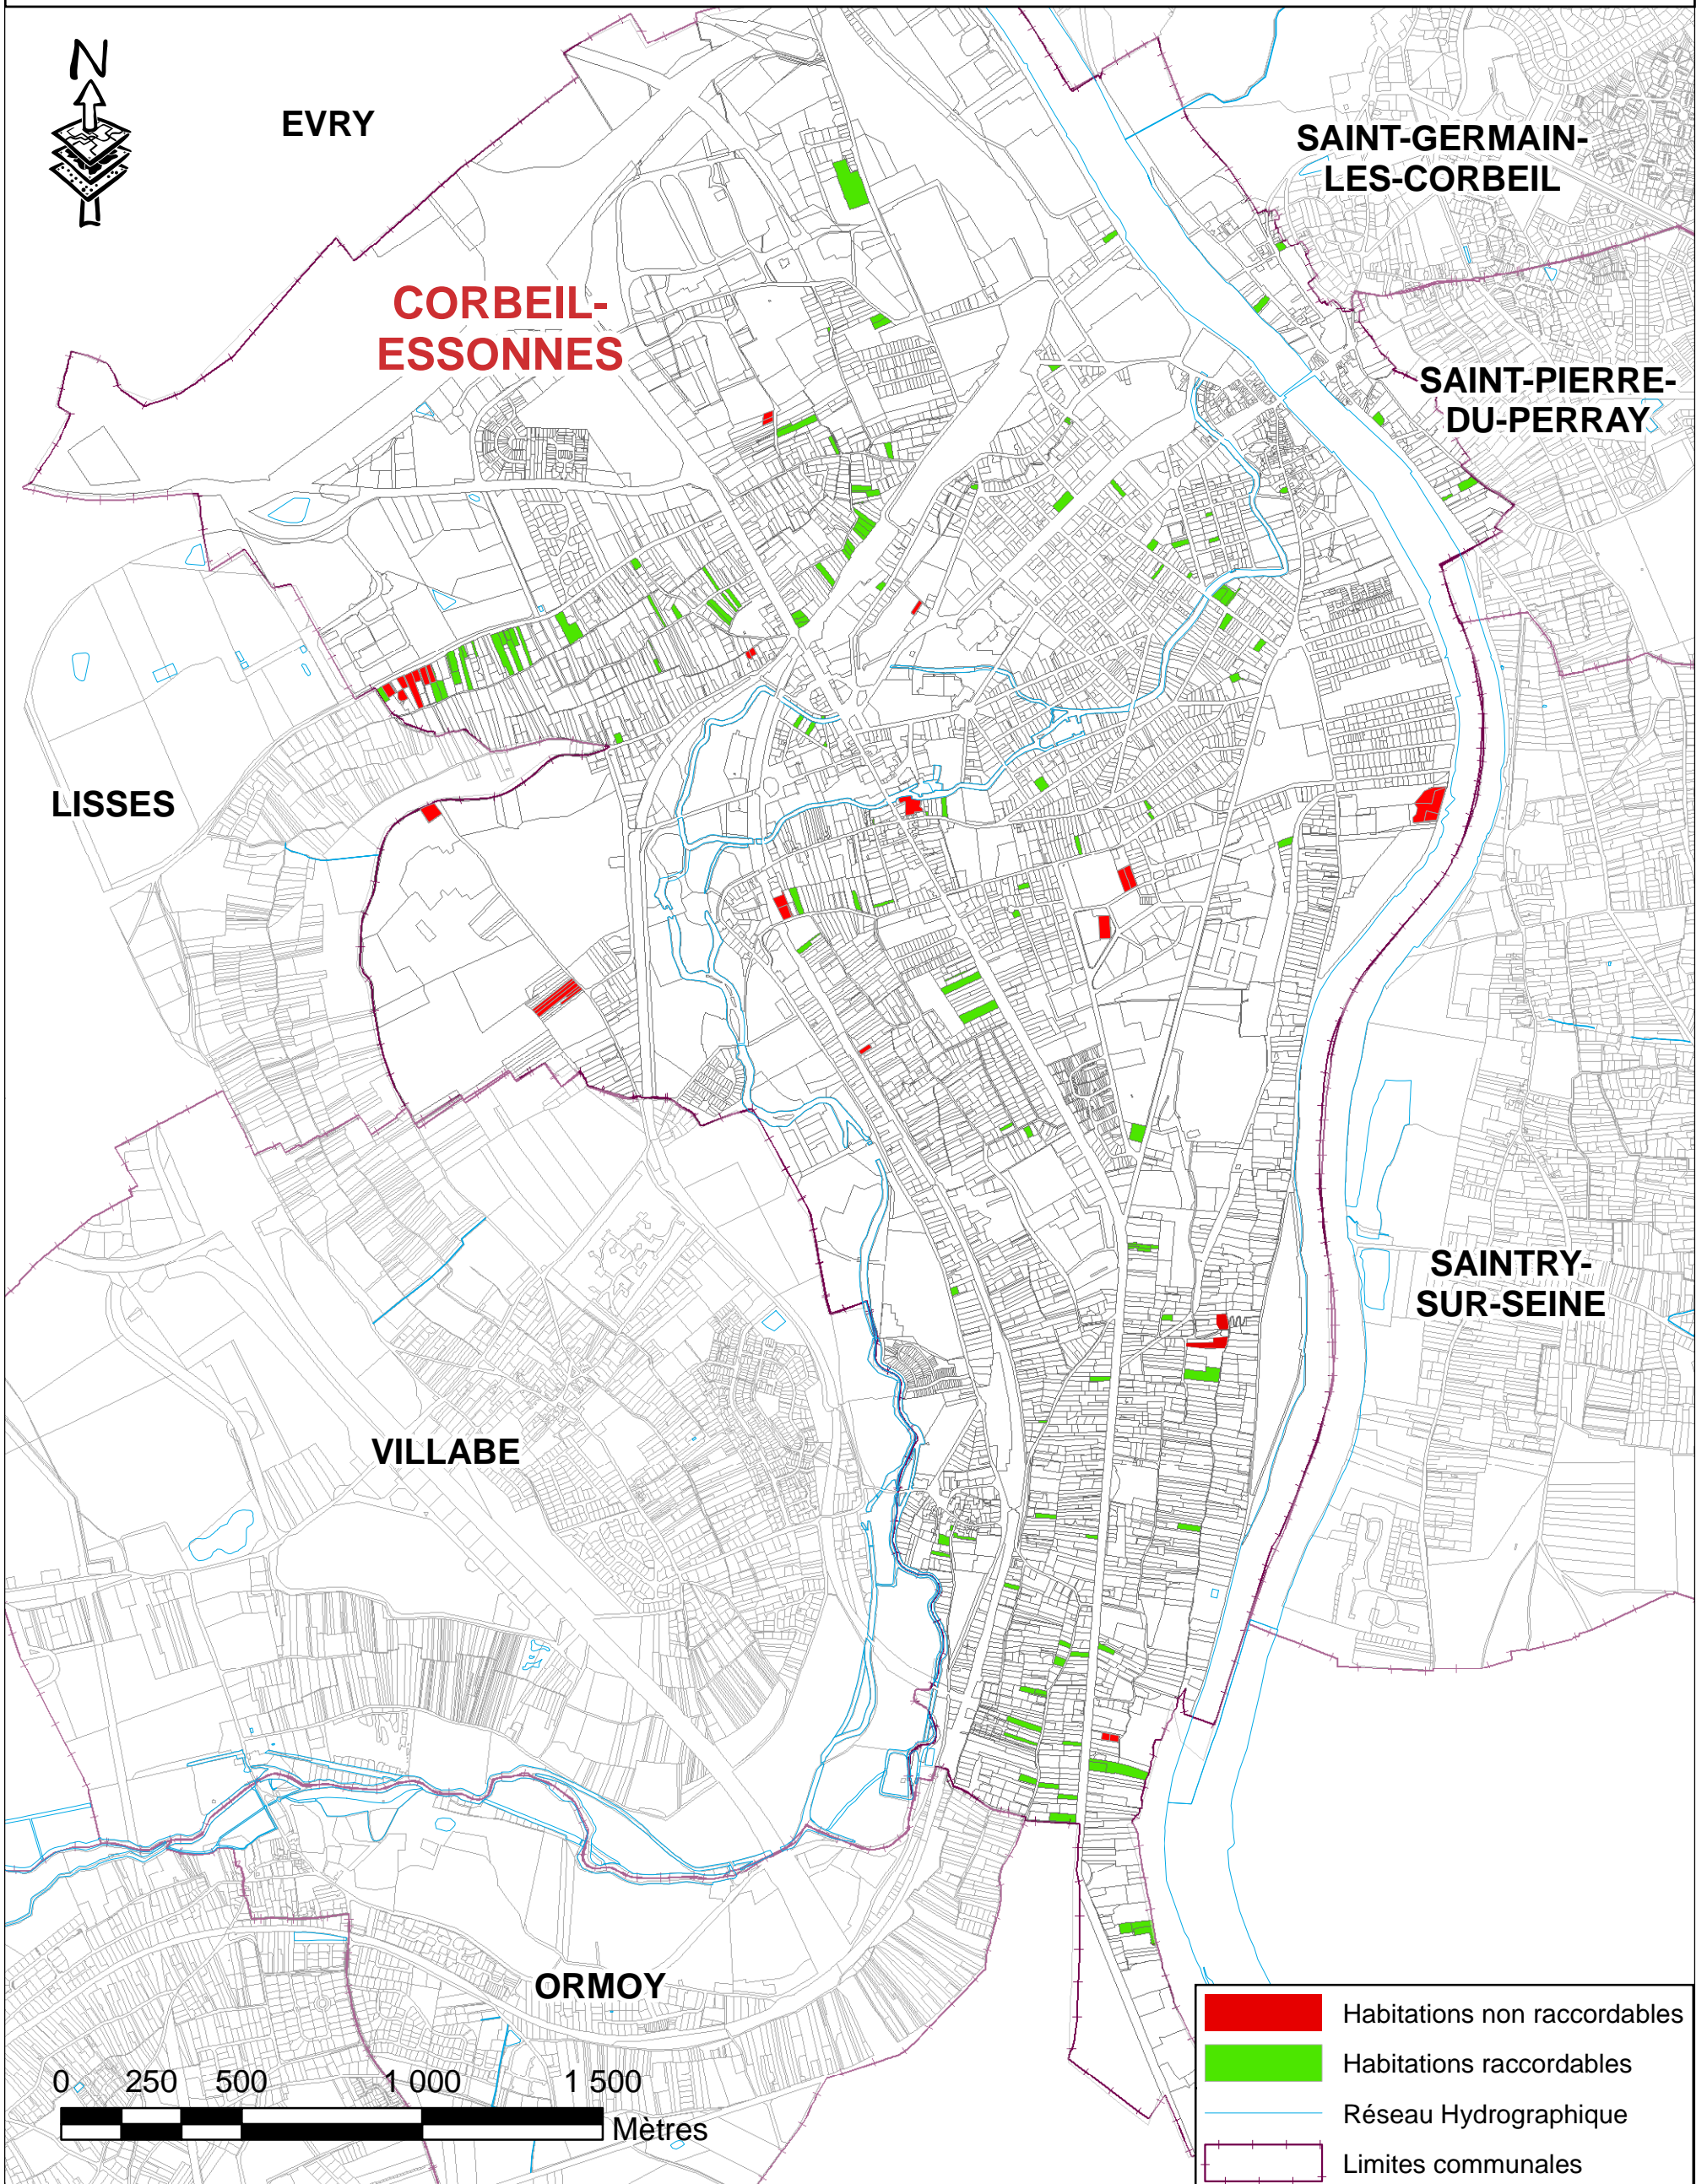 N
EVRY
SAINT-GERMAIN-
LES-CORBEIL
CORBEIL-
ESSONNES
SAINT-PIERRE-
DU-PERRAY
LISSES
SAINTRY-
SUR-SEINE
VILLABE
ORMOY
0 250 500 1 000 1 500
Mètres
Habitations non raccordables
Habitations raccordables
Réseau Hydrographique
Limites communales